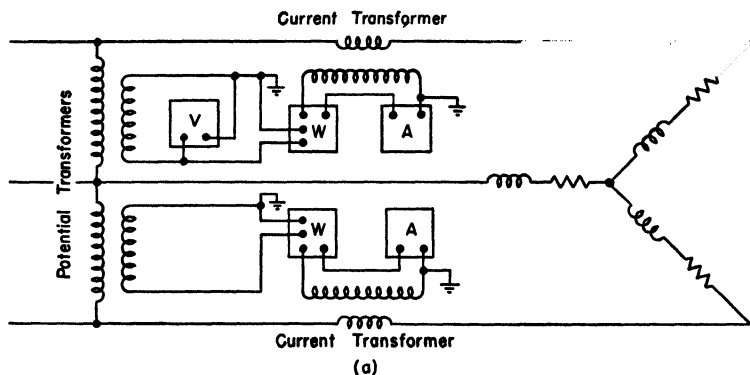 Current Transformer
Potential Transformers
V
W
A
W
A
Current Transformer
(a)